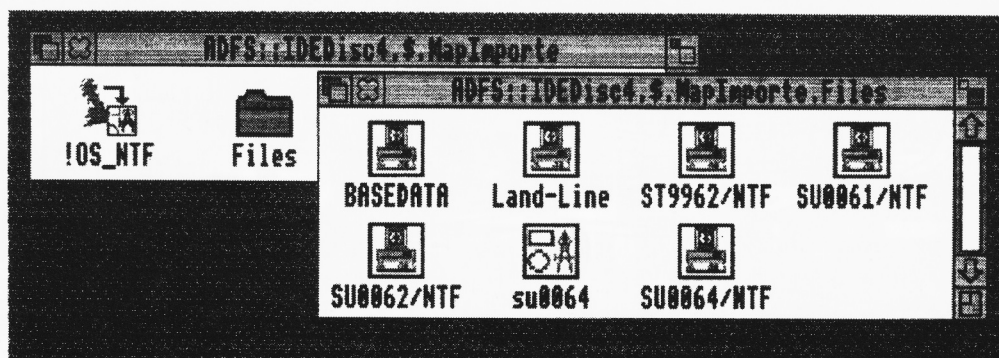 ADFS::IDEDisc4.$.MapImporte
!OS_NTF Files
ADFS::IDEDisc4.$.MapImporte.Files
BASEDATA Land-Line ST9962/NTF SU0061/NTF
SU0062/NTF su0064 SU0064/NTF